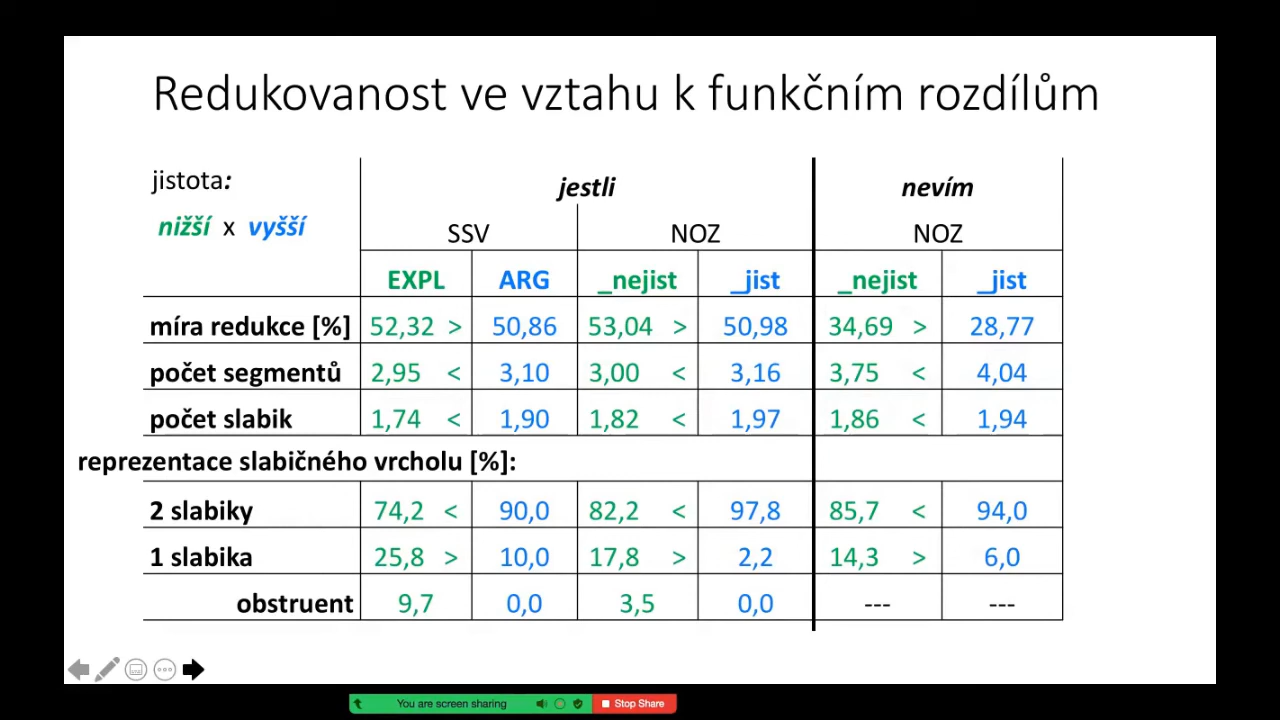 Redukovanost ve vztahu k funkčním rozdílům
jistota:
nižší x vyšší
jestli nevím
SSV NOZ NOZ
EXPL ARG _nejist _jist _nejist _jist
míra redukce [%] 52,32 > 50,86 53,04 > 50,98 34,69 > 28,77
počet segmentů 2,95 < 3,10 3,00 < 3,16 3,75 < 4,04
počet slabik 1,74 < 1,90 1,82 < 1,97 1,86 < 1,94
reprezentace slabičného vrcholu [%]:
2 slabiky 74,2 < 90,0 82,2 < 97,8 85,7 < 94,0
1 slabika 25,8 > 10,0 17,8 > 2,2 14,3 > 6,0
obstruent 9,7 0,0 3,5 0,0 --- ---
You are screen sharing Stop Share